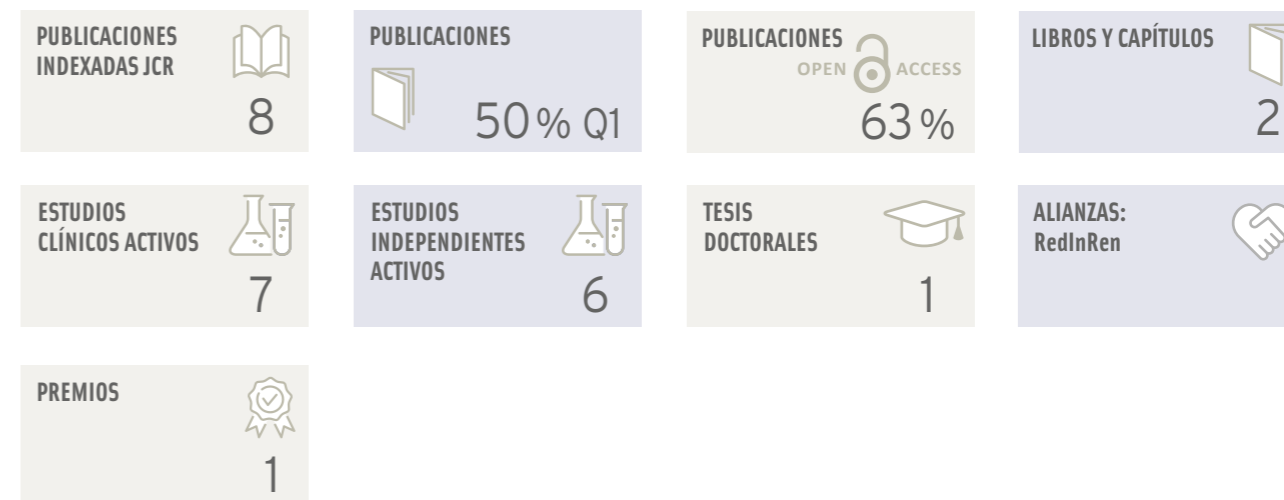 PUBLICACIONES
INDEXADAS JCR
8
PUBLICACIONES
50% Q1
PUBLICACIONES
OPEN ACCESS
63%
LIBROS Y CAPÍTULOS
2
ESTUDIOS
CLÍNICOS ACTIVOS
7
ESTUDIOS
INDEPENDIENTES
ACTIVOS
6
TESIS
DOCTORALES
1
ALIANZAS:
RedInRen
PREMIOS
1